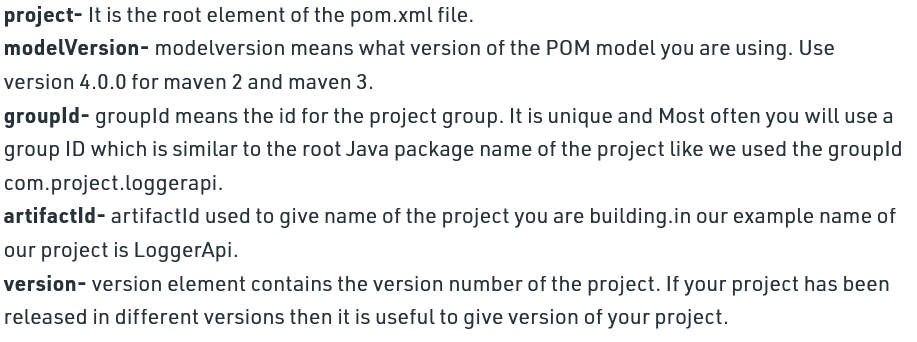 project- It is the root element of the pom.xml file.
modelVersion- modelversion means what version of the POM model you are using. Use
version 4.0.0 for maven 2 and maven 3.
groupId- groupId means the id for the project group. It is unique and Most often you will use a
group ID which is similar to the root Java package name of the project like we used the groupId
com.project.loggerapi.
artifactId- artifactId used to give name of the project you are building.in our example name of
our project is LoggerApi.
version- version element contains the version number of the project. If your project has been
released in different versions then it is useful to give version of your project.